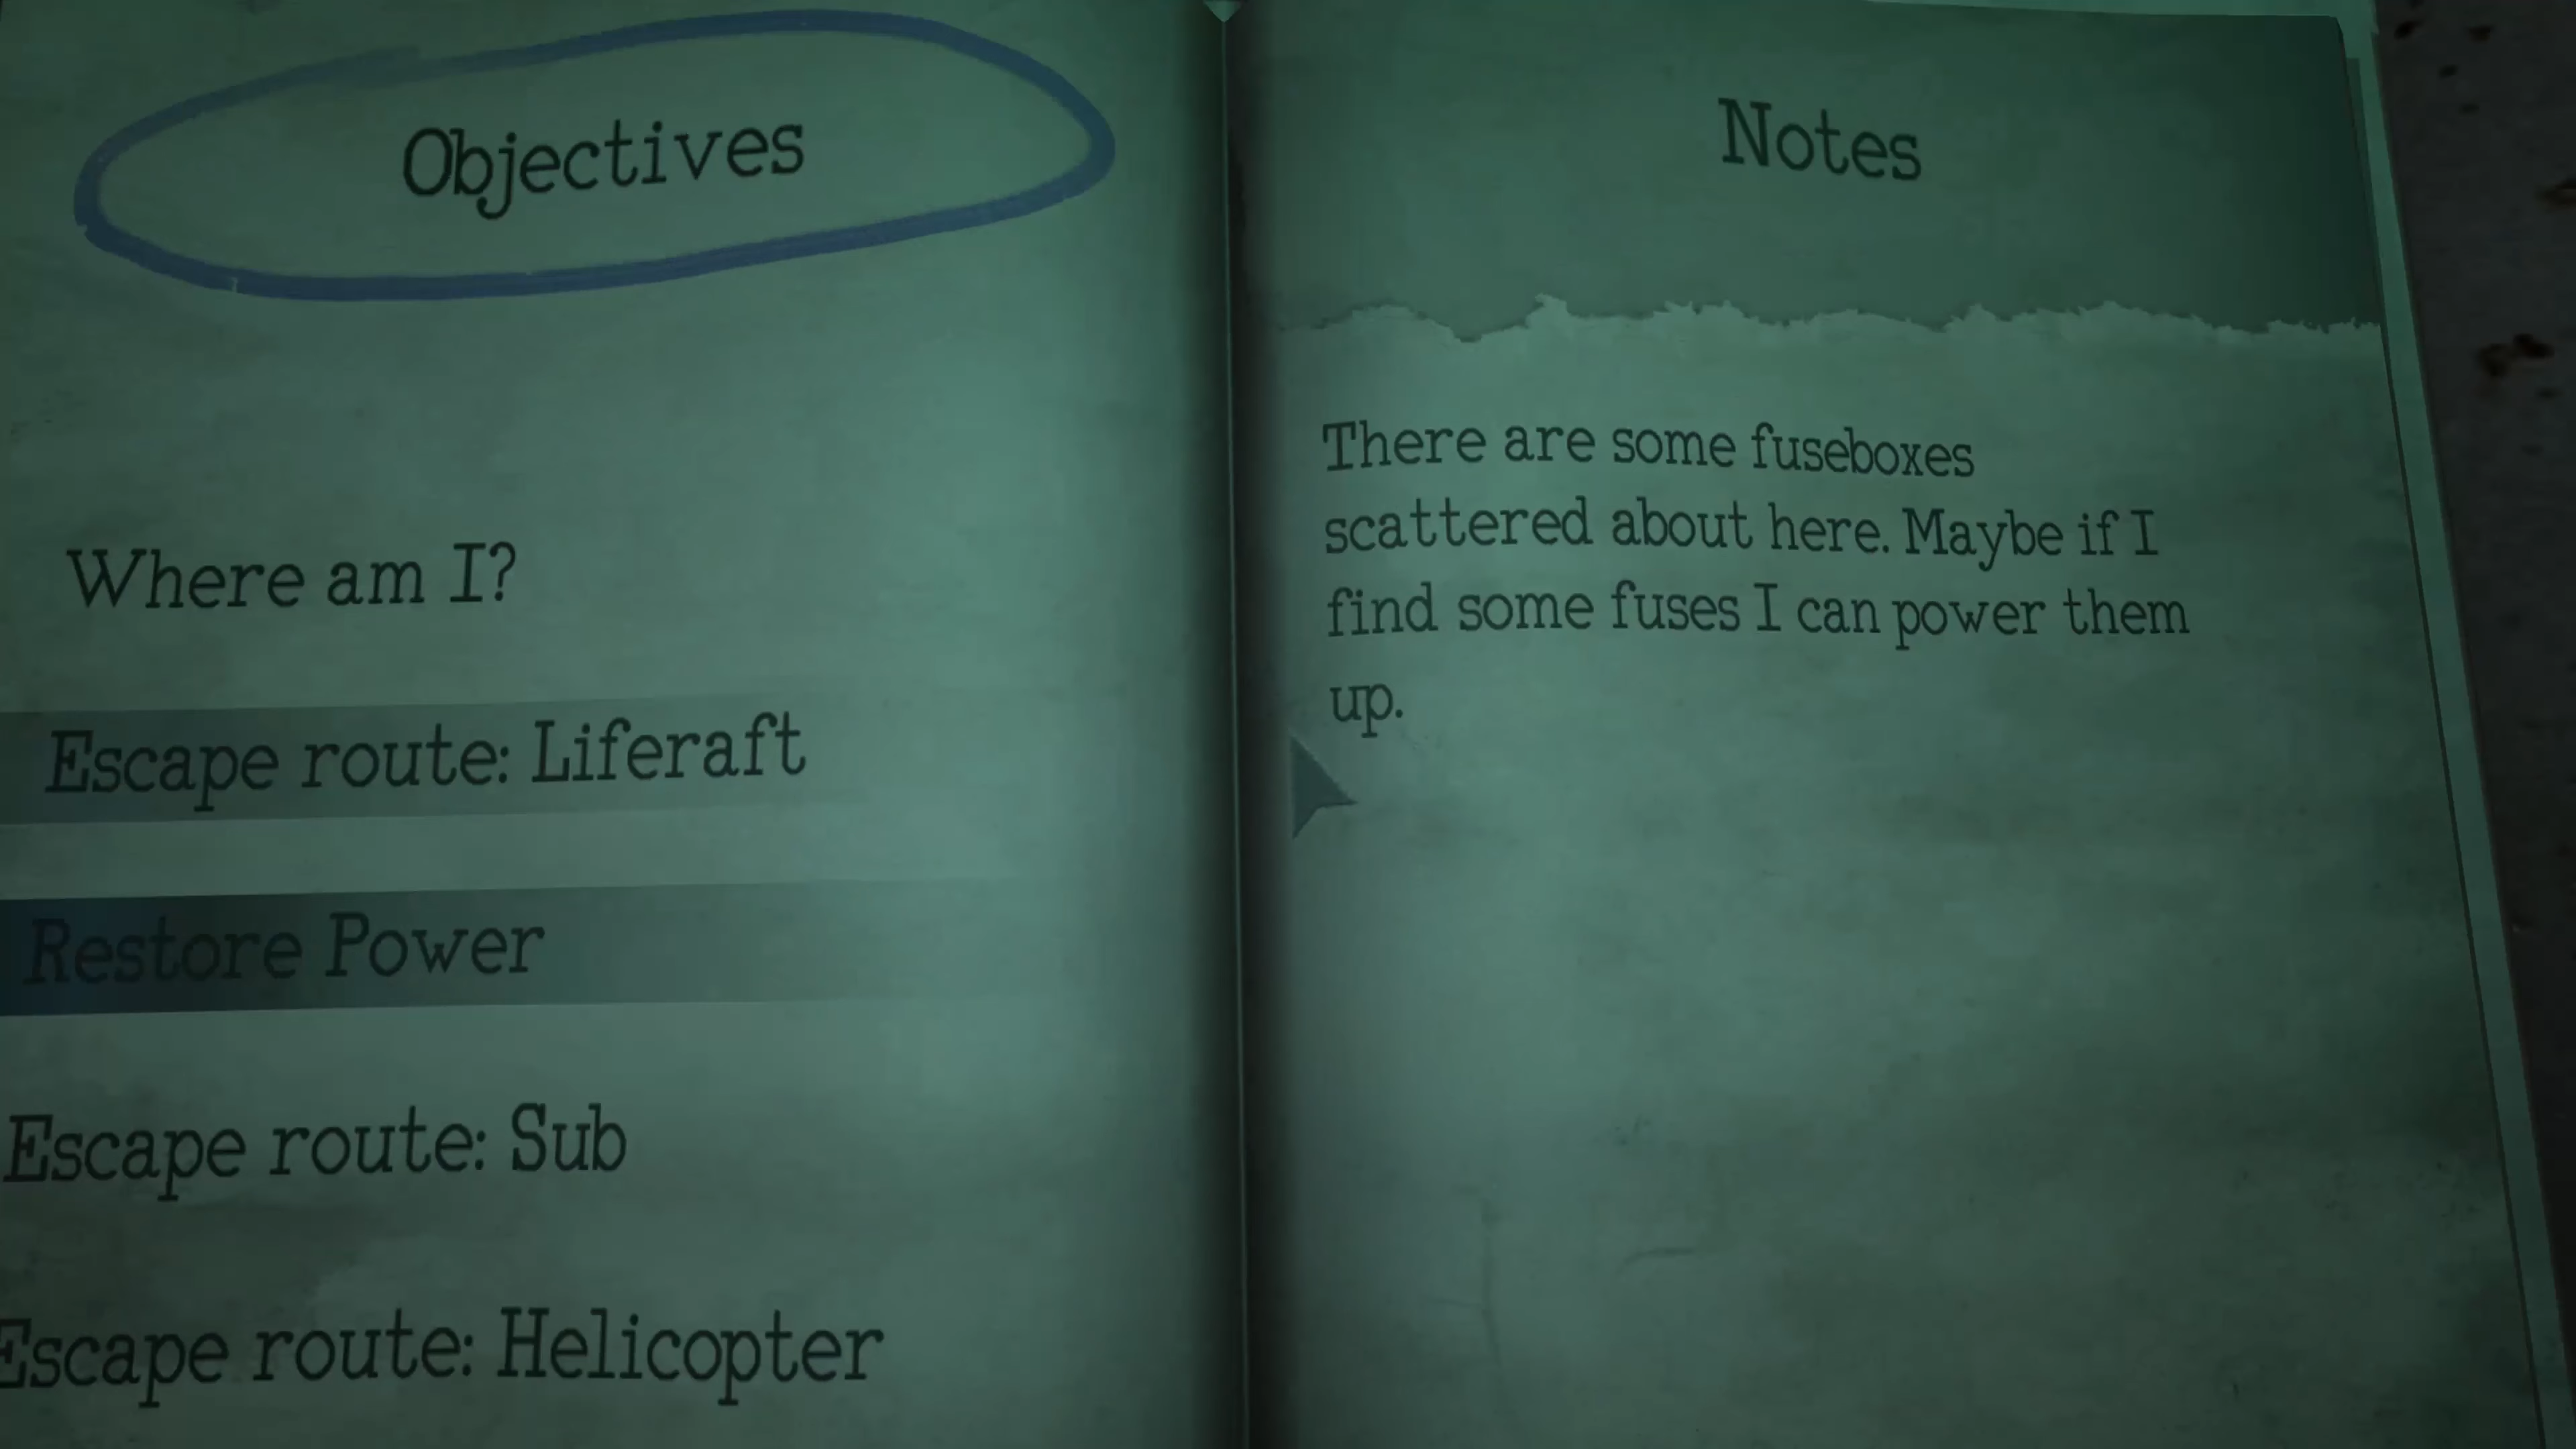 Objectives
Where am I?
Escape route: Liferaft
Restore Power
Escape route: Sub
Escape route: Helicopter
Notes
There are some fuseboxes
scattered about here. Maybe if I
find some fuses I can power them
up.